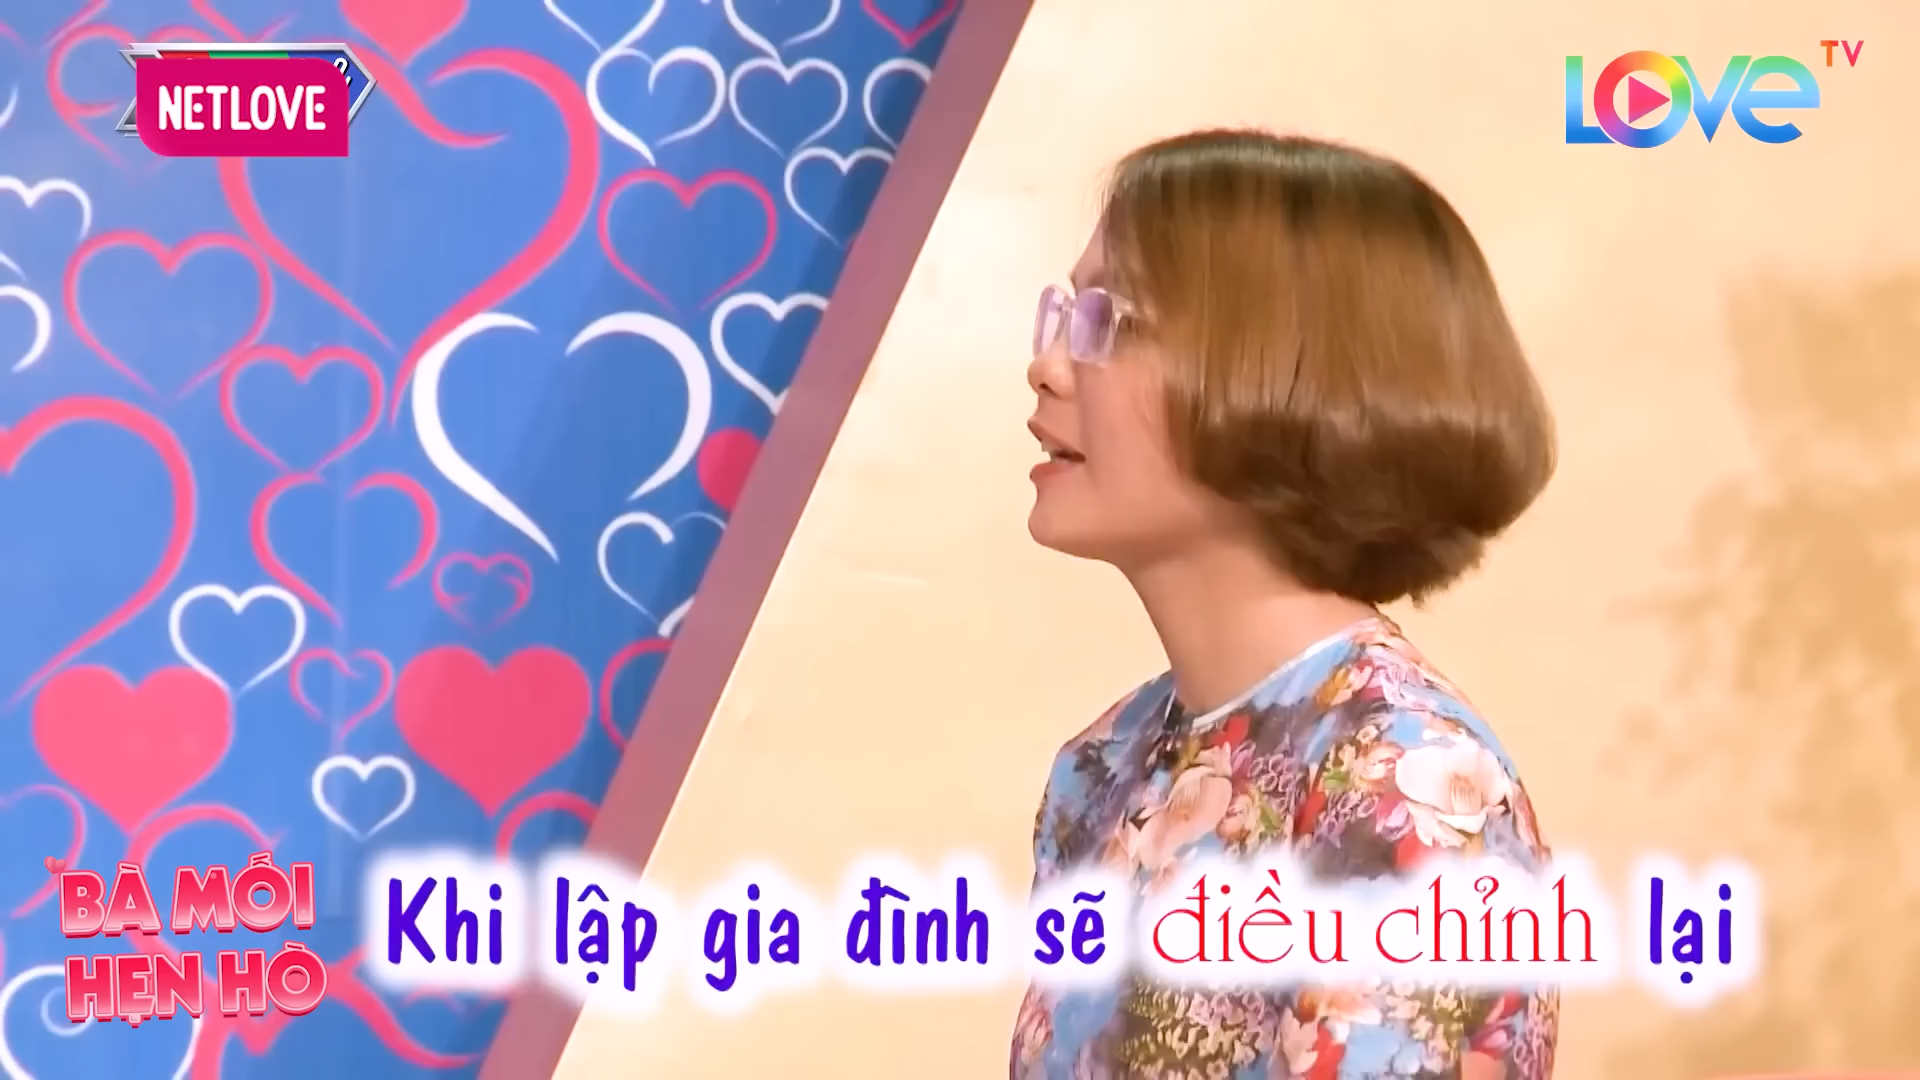 NETLOVE
LOVE TV
BÀ MỐI
HẸN HÒ
Khi lập gia đình sẽ điều chỉnh lại